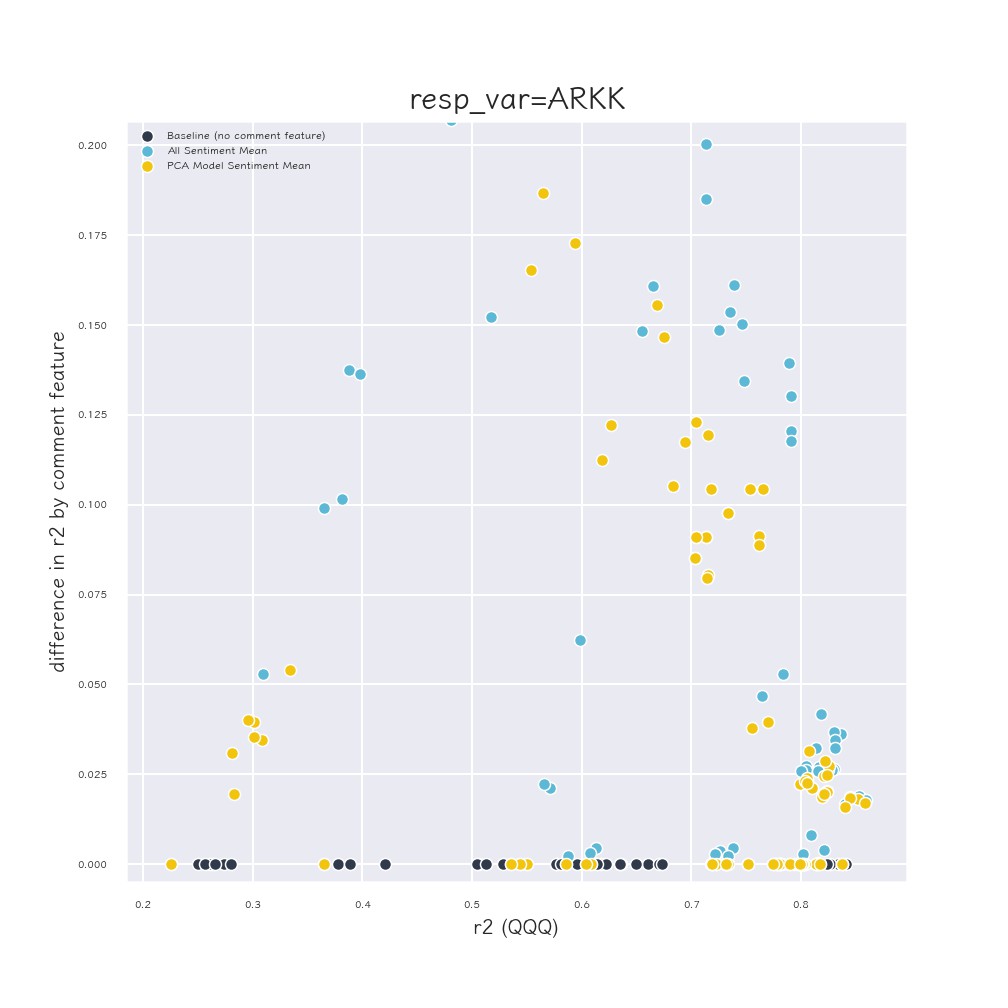 resp_var=ARKK
Baseline (no comment feature)
All Sentiment Mean
PCA Model Sentiment Mean
difference in r2 by comment feature
0.200
0.175
0.150
0.125
0.100
0.075
0.050
0.025
0.000
0.2 0.3 0.4 0.5 0.6 0.7 0.8
r2 (QQQ)